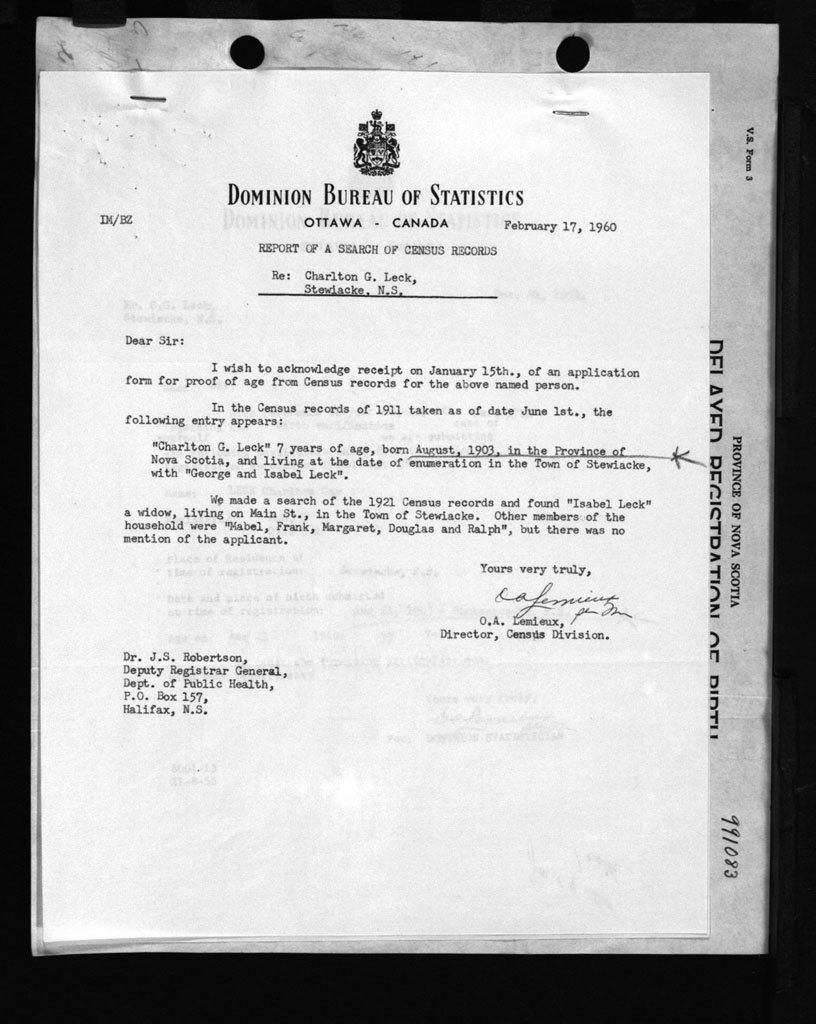 V.S. Form 3
DOMINION BUREAU OF STATISTICS
IM/BZ
OTTAWA - CANADA
February 17, 1960
REPORT OF A SEARCH OF CENSUS RECORDS
Re: Charlton G. Leck,
Stewiacke, N.S.
Dear Sir:
I wish to acknowledge receipt on January 15th., of an application
form for proof of age from Census records for the above named person.
In the Census records of 1911 taken as of date June 1st., the
following entry appears:
"Charlton G. Leck" 7 years of age, born August, 1903, in the Province of
Nova Scotia, and living at the date of enumeration in the Town of Stewiacke,
with "George and Isabel Leck".
We made a search of the 1921 Census records and found "Isabel Leck"
a widow, living on Main St., in the Town of Stewiacke. Other members of the
household were "Mabel, Frank, Margaret, Douglas and Ralph", but there was no
mention of the applicant.
Yours very truly,
O.A. Lemieux
O.A. Lemieux,
Director, Census Division.
Dr. J.S. Robertson,
Deputy Registrar General,
Dept. of Public Health,
P.O. Box 157,
Halifax, N.S.
PROVINCE OF NOVA SCOTIA
DELAYED REGISTRATION OF BIRTH
991083